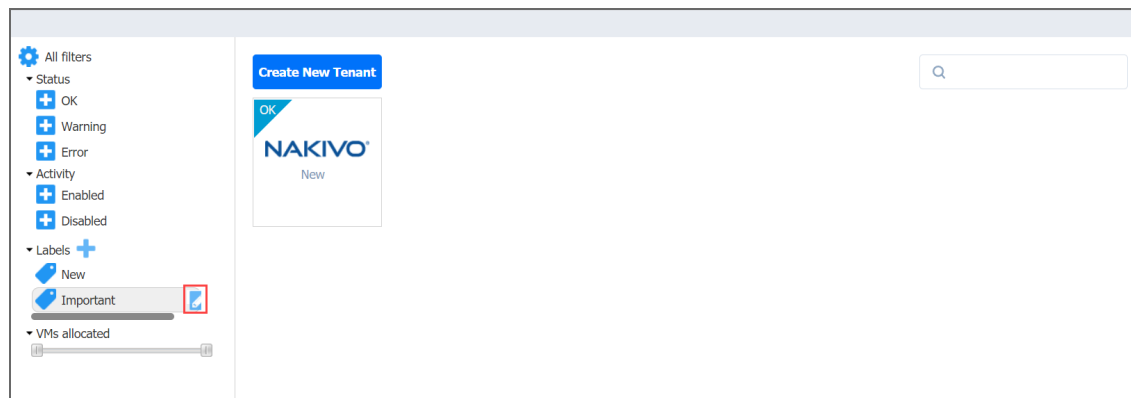 All filters
Status
OK
Warning
Error
Activity
Enabled
Disabled
Labels
New
Important
VMs allocated
Create New Tenant
OK
NAKIVO®
New